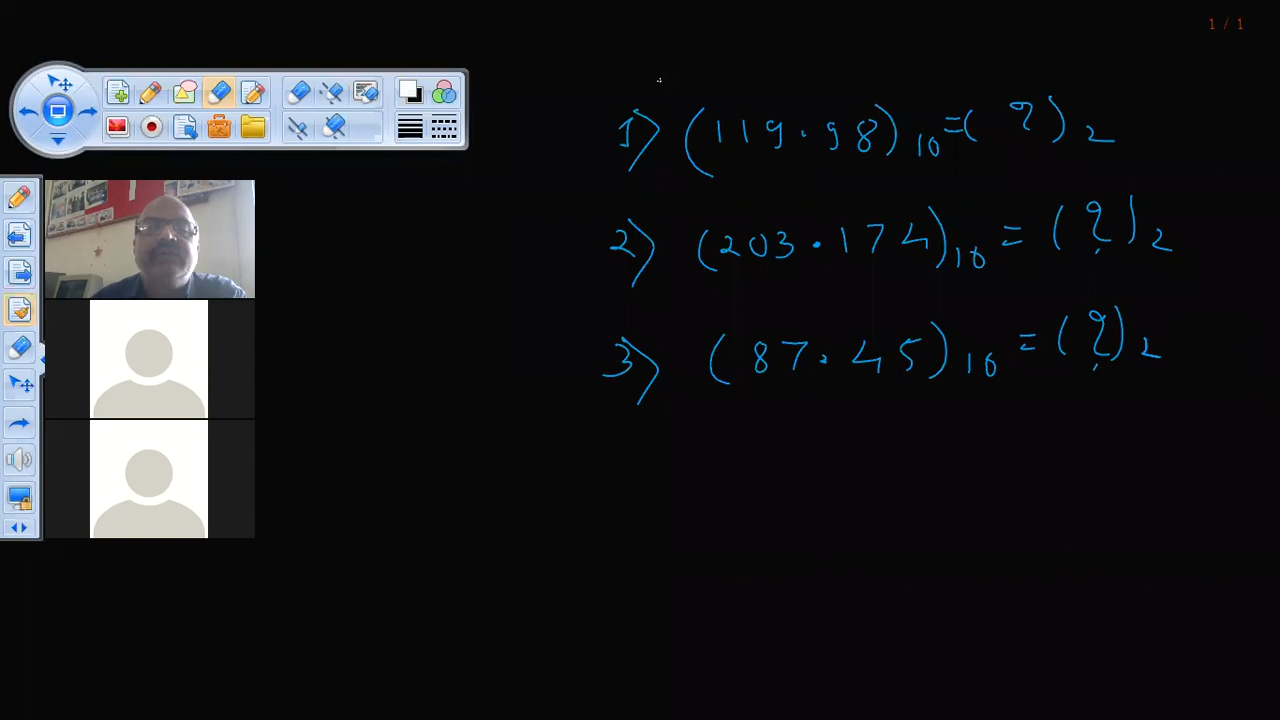 1 / 1
1) (119.98)10 = ( ? )2
2) (203.174)10 = ( ? )2
3) (87.45)10 = ( ? )2